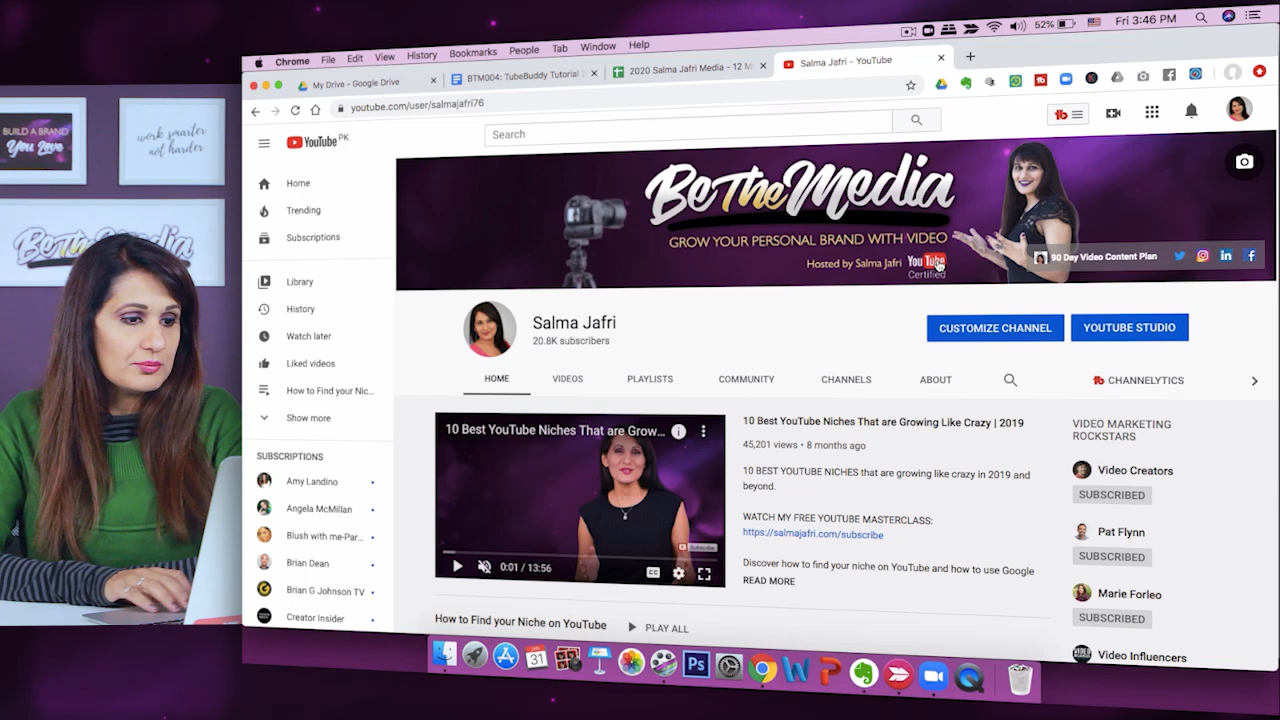 BUILD A BRAND
You Love
work smarter
not harder
Be The Media
Chrome File Edit View History Bookmarks People Tab Window Help
52% Fri 3:46 PM
My Drive - Google Drive
BTM004: TubeBuddy Tutorial 2
2020 Salma Jafri Media - 12 M
Salma Jafri - YouTube
youtube.com/user/salmajafri76
YouTube PK
Search
Home
Trending
Subscriptions
Library
History
Watch later
Liked videos
How to Find your Nic...
Show more
SUBSCRIPTIONS
Amy Landino
Angela McMillan
Blush with me-Par...
Brian Dean
Brian G Johnson TV
Creator Insider
Be The Media
GROW YOUR PERSONAL BRAND WITH VIDEO
Hosted by Salma Jafri YouTube
Certified
90 Day Video Content Plan
Salma Jafri
20.8K subscribers
CUSTOMIZE CHANNEL
YOUTUBE STUDIO
HOME VIDEOS PLAYLISTS COMMUNITY CHANNELS ABOUT CHANNELYTICS
10 Best YouTube Niches That are Grow...
Subscribe
0:01 / 13:56
10 Best YouTube Niches That are Growing Like Crazy | 2019
45,201 views • 8 months ago
10 BEST YOUTUBE NICHES that are growing like crazy in 2019 and
beyond.
WATCH MY FREE YOUTUBE MASTERCLASS:
https://salmajafri.com/subscribe
Discover how to find your niche on YouTube and how to use Google
READ MORE
VIDEO MARKETING
ROCKSTARS
Video Creators
SUBSCRIBED
Pat Flynn
SUBSCRIBED
Marie Forleo
SUBSCRIBED
Video Influencers
How to Find your Niche on YouTube
PLAY ALL
31
Ps